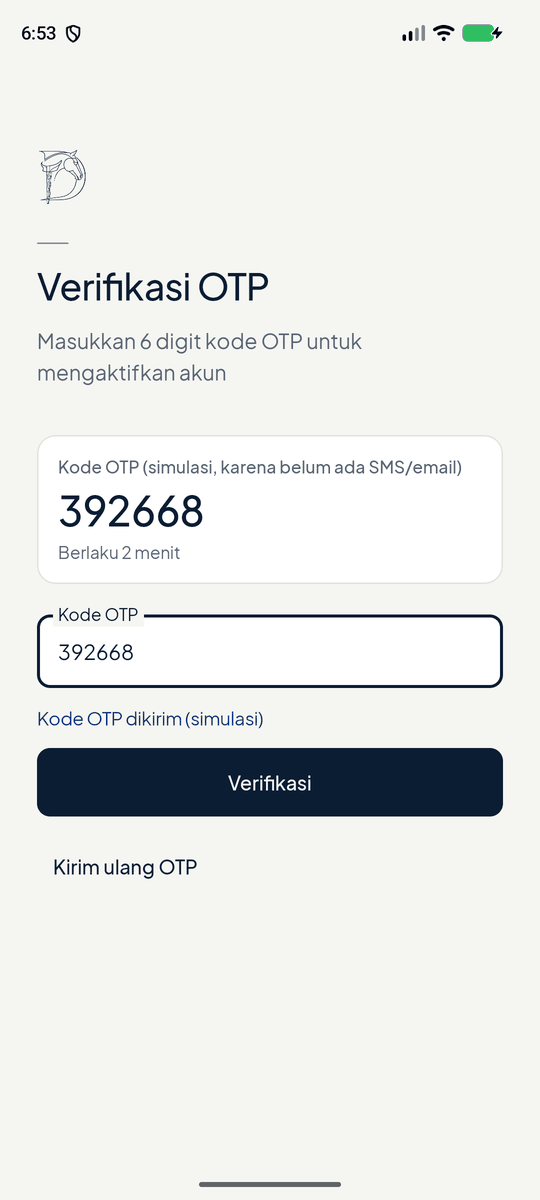 6:53
Verifikasi OTP
Masukkan 6 digit kode OTP untuk
mengaktifkan akun
Kode OTP (simulasi, karena belum ada SMS/email)
392668
Berlaku 2 menit
Kode OTP
392668
Kode OTP dikirim (simulasi)
Verifikasi
Kirim ulang OTP